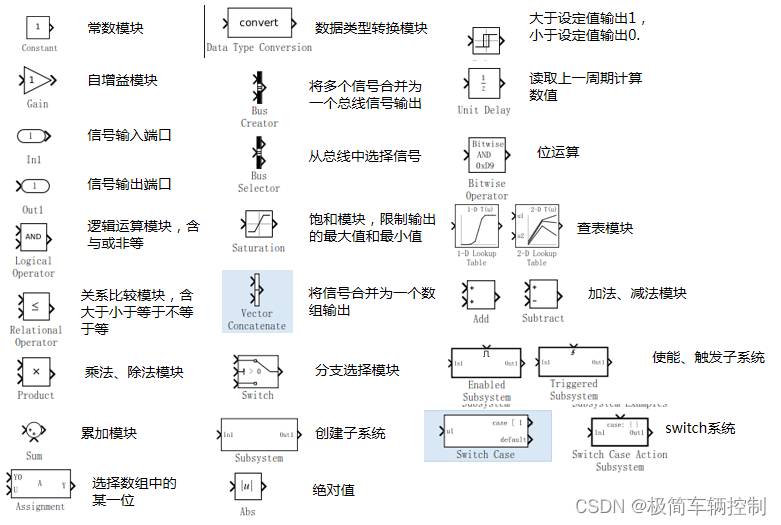 1
Constant
常数模块
convert
Data Type Conversion
数据类型转换模块
大于设定值输出1，
小于设定值输出0.
1
Gain
自增益模块
Bus
Creator
将多个信号合并为
一个总线信号输出
1
z
Unit Delay
读取上一周期计算
数值
1
In1
信号输入端口
Bus
Selector
从总线中选择信号
Bitwise
AND
0xD9
Bitwise
Operator
位运算
1
Out1
信号输出端口
AND
Logical
Operator
逻辑运算模块，含
与或非等
Saturation
饱和模块，限制输出
的最大值和最小值
1-D T(u)
1-D Lookup
Table
2-D T(u)
u1
u2
2-D Lookup
Table
查表模块
≤
Relational
Operator
关系比较模块，含
大于小于等于不等
于等
Vector
Concatenate
将信号合并为一个数
组输出
+
+
Add
+
−
Subtract
加法、减法模块
×
Product
乘法、除法模块
> 0
Switch
分支选择模块
In1
Out1
Enabled
Subsystem
In1
Out1
Triggered
Subsystem
使能、触发子系统
Sum
累加模块
In1
Out1
Subsystem
创建子系统
u1
case [ 1
default
Switch Case
case: { }
In1
Out1
Switch Case Action
Subsystem
switch系统
Y0
U
A
Y
Assignment
选择数组中的
某一位
|u|
Abs
绝对值
CSDN @极简车辆控制